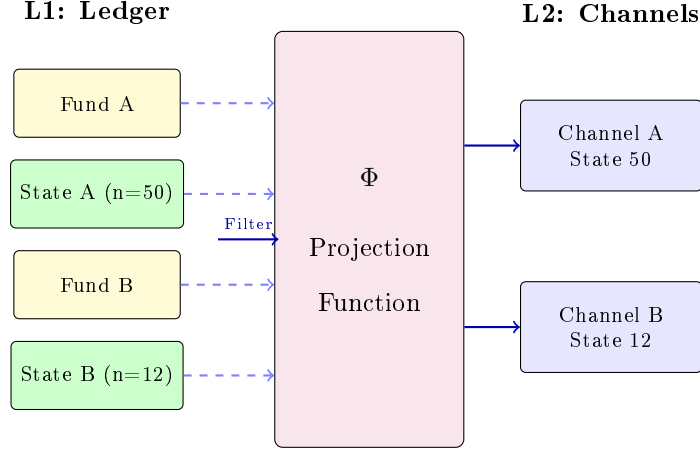 L1: Ledger
L2: Channels
Fund A
State A (n=50)
Filter
Fund B
State B (n=12)
Φ
Projection
Function
Channel A
State 50
Channel B
State 12